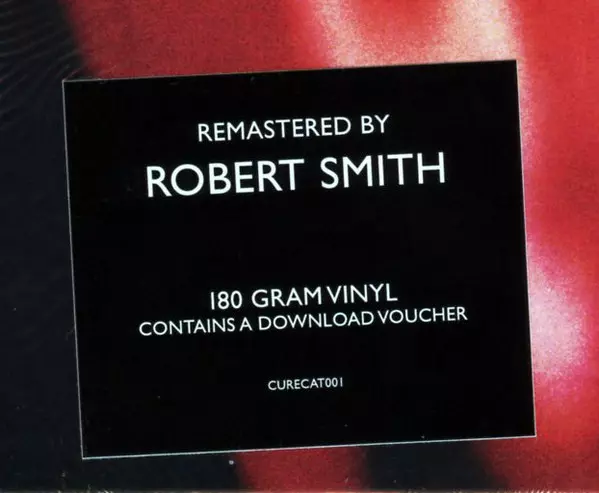 REMASTERED BY
ROBERT SMITH
180 GRAM VINYL
CONTAINS A DOWNLOAD VOUCHER
CURECAT001